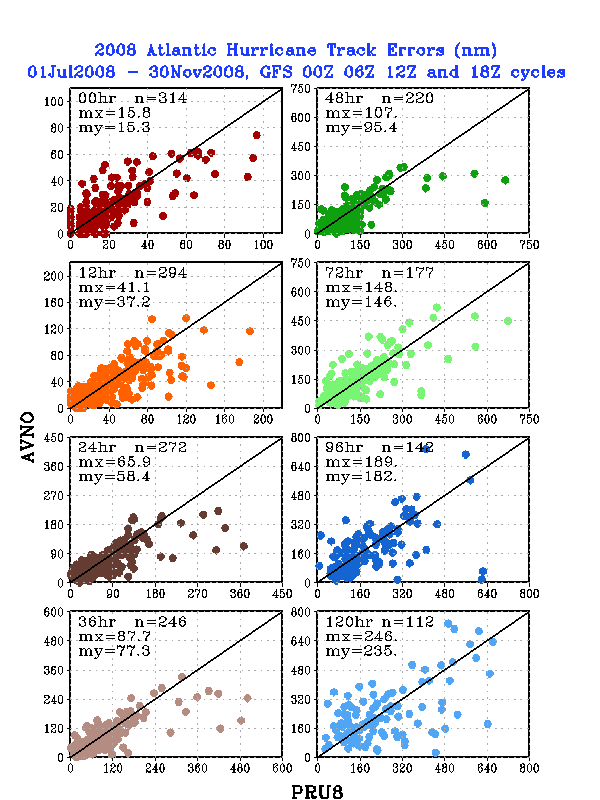 2008 Atlantic Hurricane Track Errors (nm)
01Jul2008 - 30Nov2008, GFS 00Z 06Z 12Z and 18Z cycles
00hr n=314
mx=15.8
my=15.3
100
80
60
40
20
0
0 20 40 60 80 100
48hr n=220
mx=107.
my=95.4
750
600
450
300
150
0
0 150 300 450 600 750
12hr n=294
mx=41.1
my=37.2
200
160
120
80
40
0
0 40 80 120 160 200
72hr n=177
mx=148.
my=146.
750
600
450
300
150
0
0 150 300 450 600 750
AVNO
24hr n=272
mx=65.9
my=58.4
450
360
270
180
90
0
0 90 180 270 360 450
96hr n=142
mx=189.
my=182.
800
640
480
320
160
0
0 160 320 480 640 800
36hr n=246
mx=87.7
my=77.3
600
480
360
240
120
0
0 120 240 360 480 600
120hr n=112
mx=246.
my=235.
800
640
480
320
160
0
0 160 320 480 640 800
PRU8